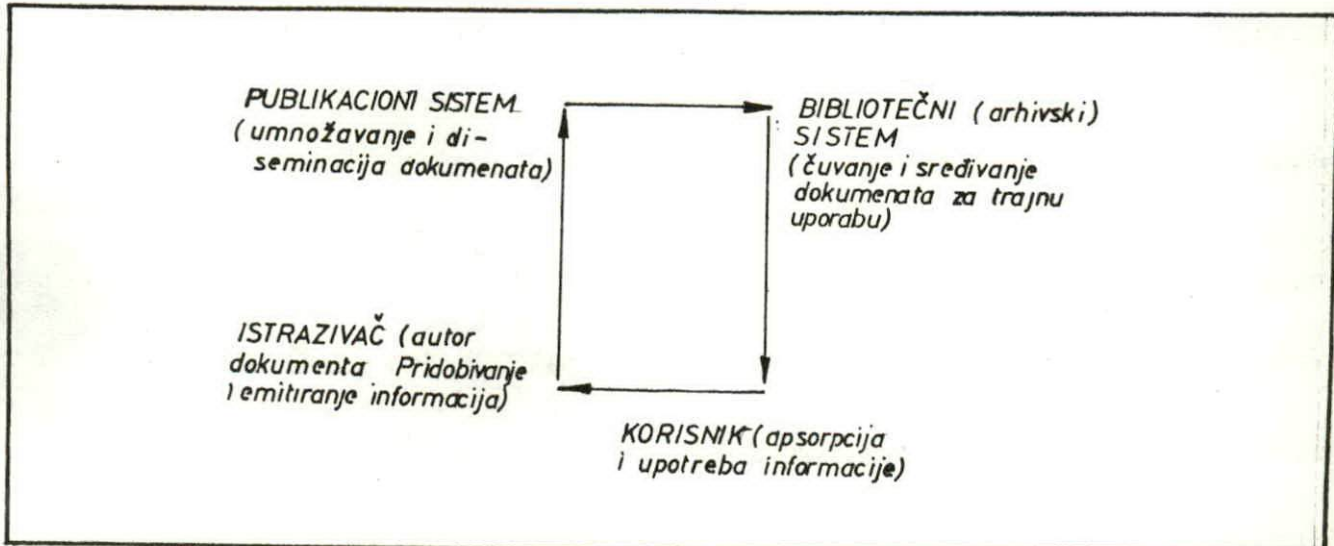 PUBLIKACIONI SISTEM
(umnožavanje i di-
seminacija dokumenata)
BIBLIOTEČNI (arhivski)
SISTEM
(čuvanje i sređivanje
dokumenata za trajnu
uporabu)
ISTRAZIVAČ (autor
dokumenta Pridobivanje
i emitiranje informacija)
KORISNIK (apsorpcija
i upotreba informacije)